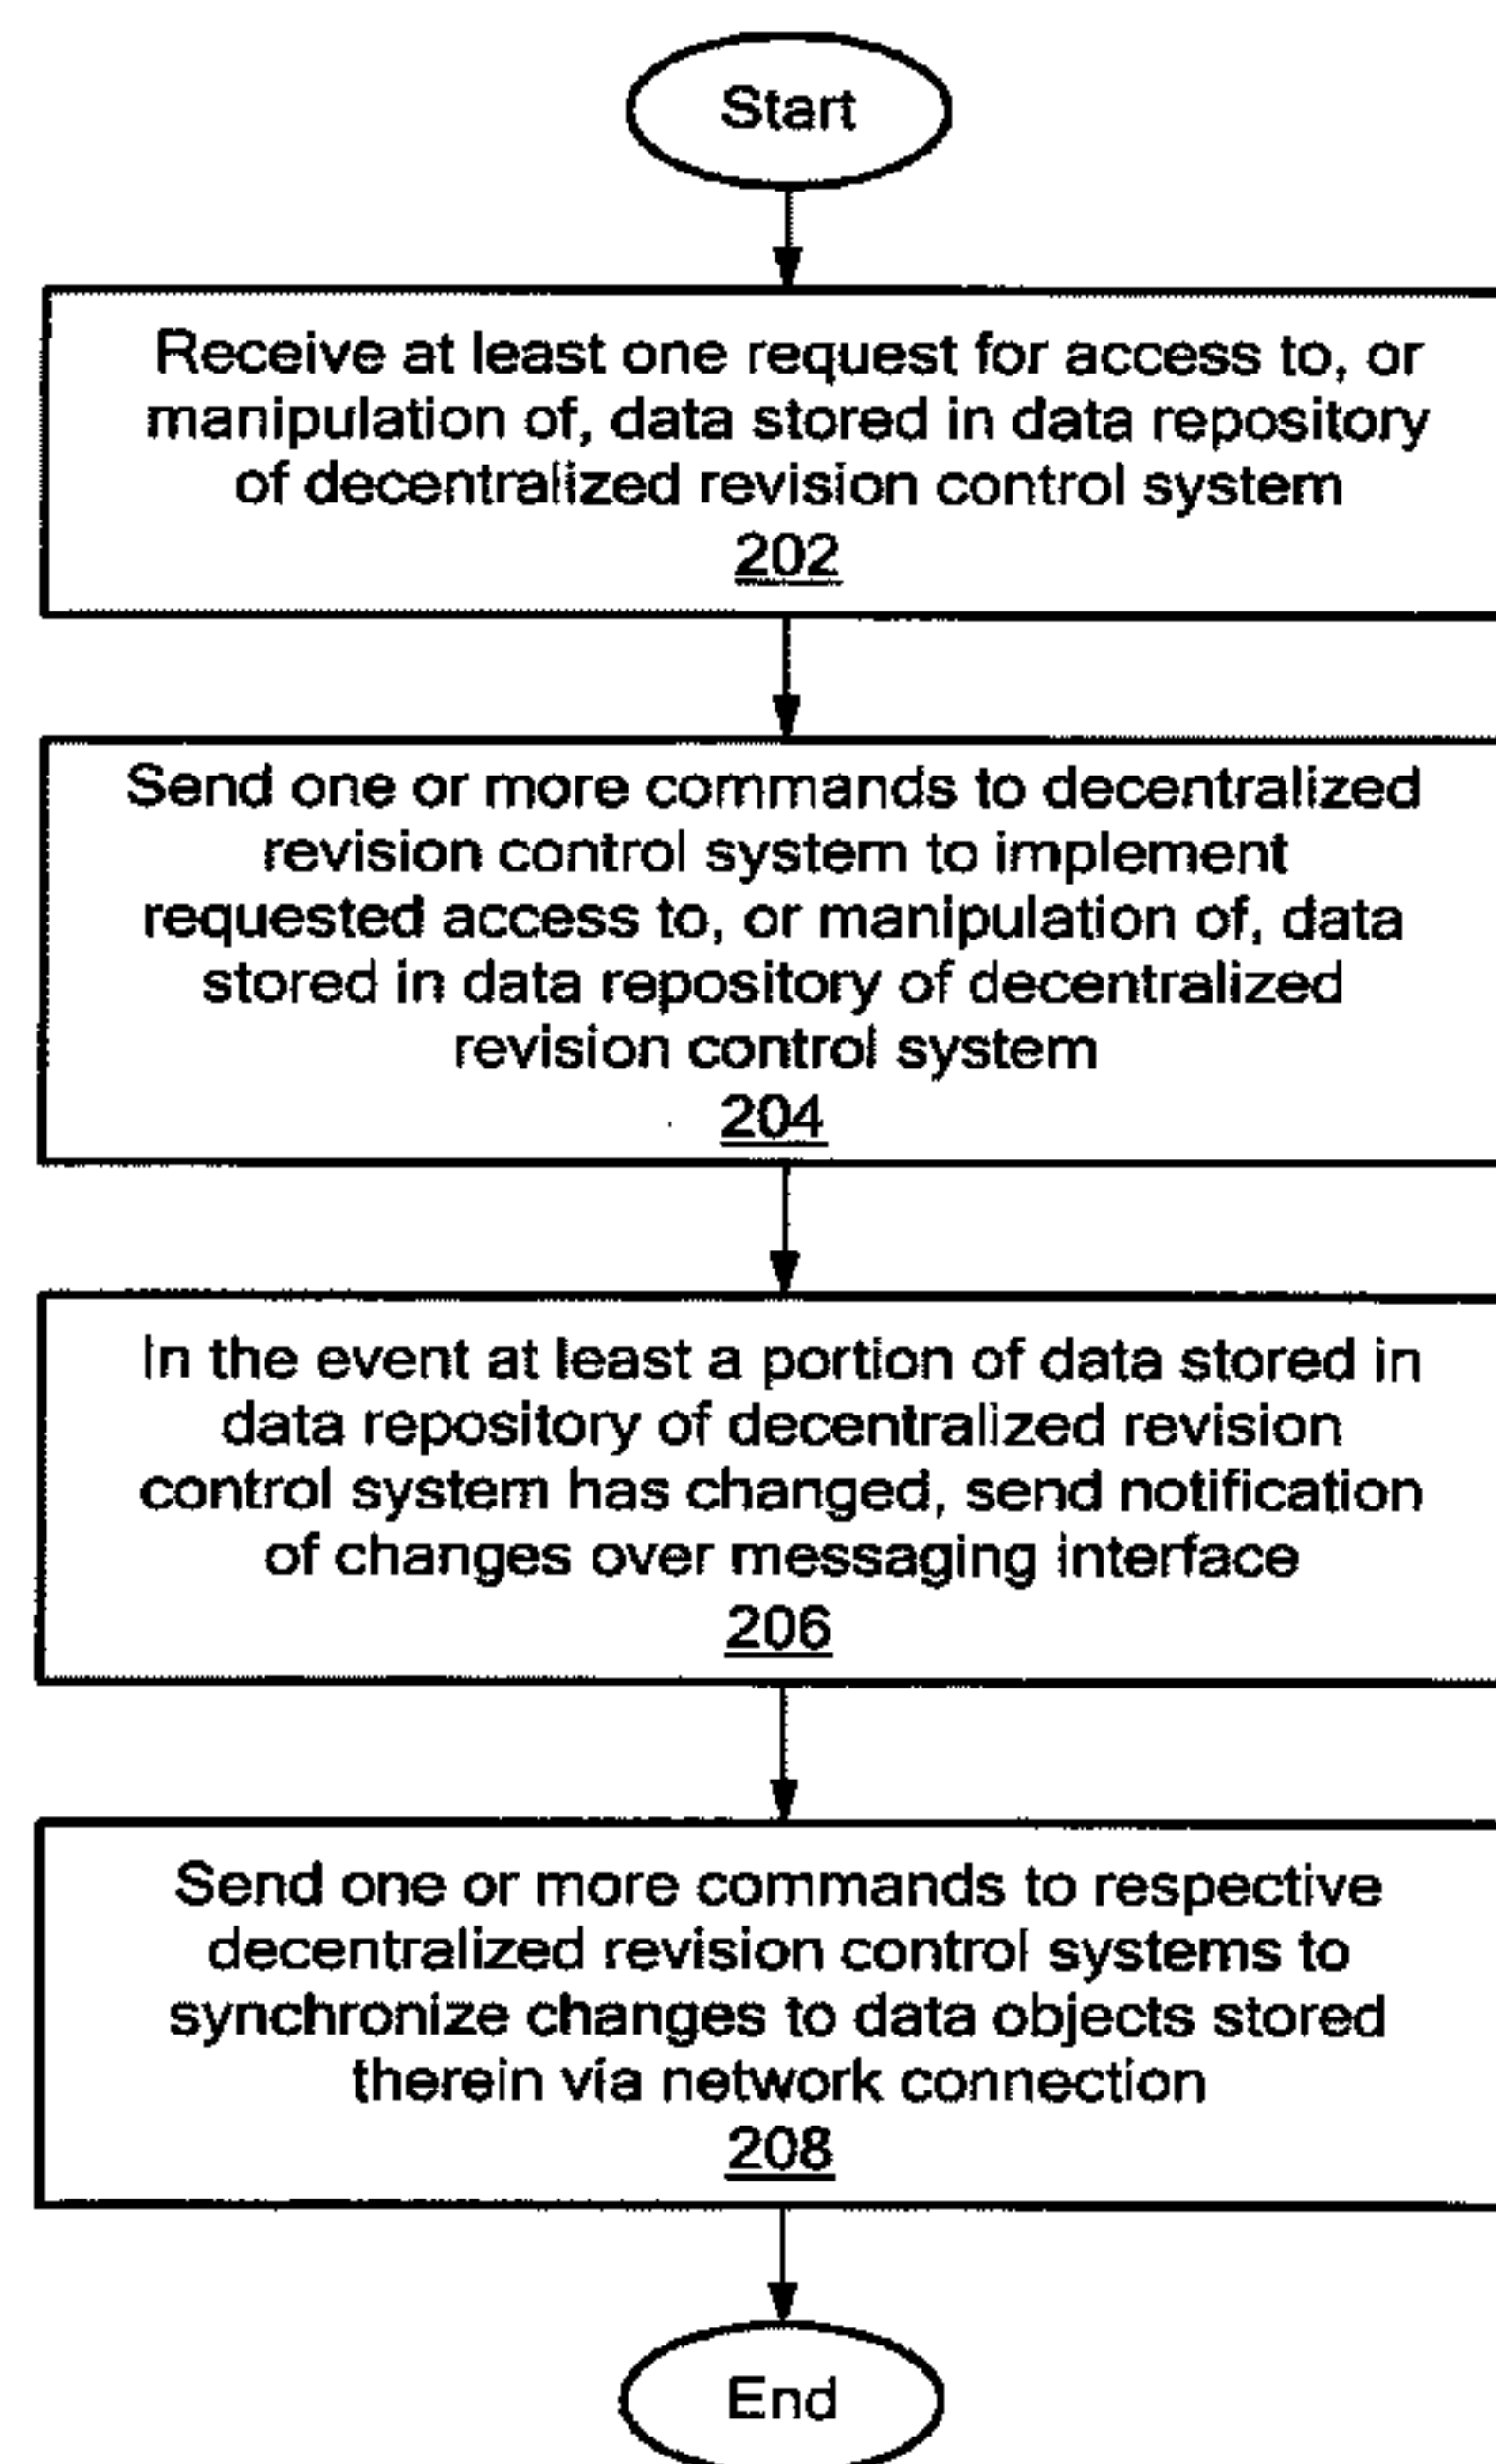 Start
Receive at least one request for access to, or
manipulation of, data stored in data repository
of decentralized revision control system
202
Send one or more commands to decentralized
revision control system to implement
requested access to, or manipulation of, data
stored in data repository of decentralized
revision control system
204
In the event at least a portion of data stored in
data repository of decentralized revision
control system has changed, send notification
of changes over messaging interface
206
Send one or more commands to respective
decentralized revision control systems to
synchronize changes to data objects stored
therein via network connection
208
End